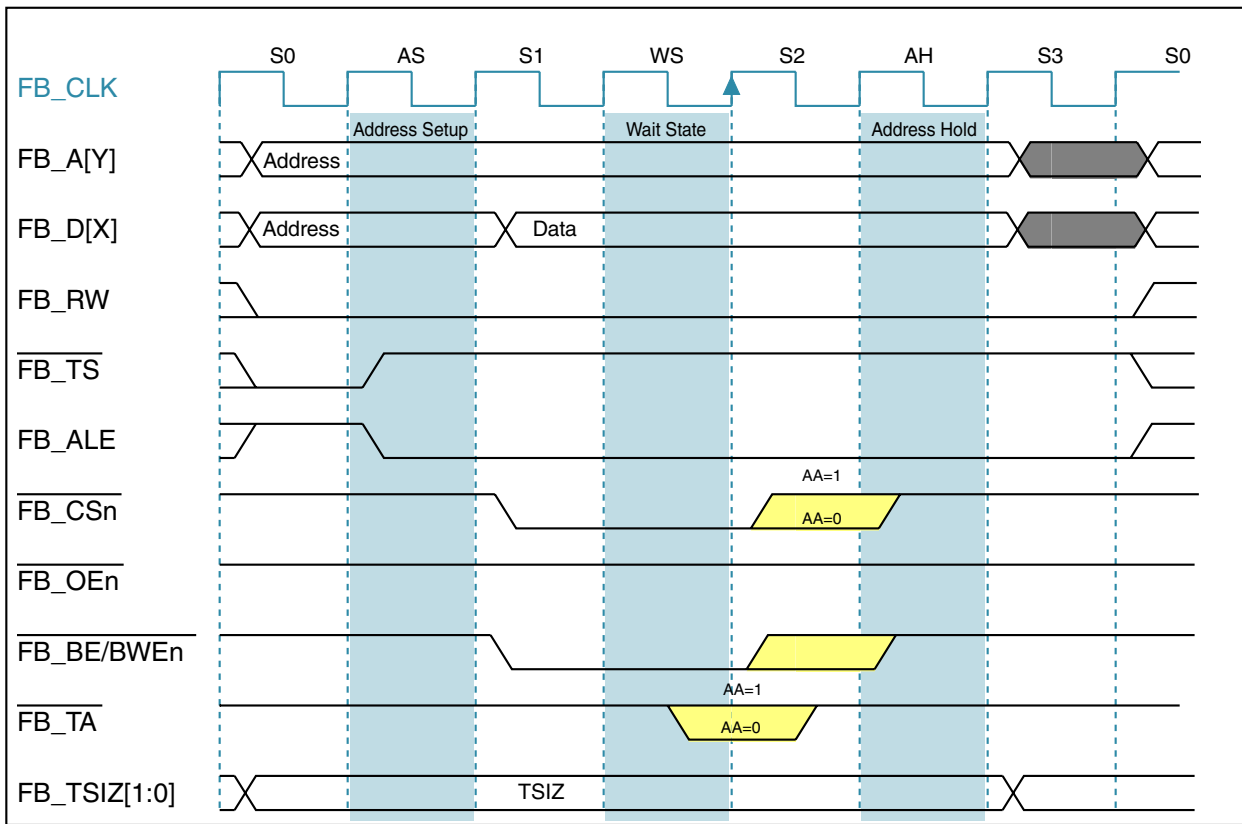 S0 AS S1 WS S2 AH S3 S0
FB_CLK
Address Setup Wait State Address Hold
FB_A[Y] Address
FB_D[X] Address Data
FB_RW
FB_TS
FB_ALE
AA=1
FB_CSn AA=0
FB_OEn
FB_BE/BWEn
AA=1
FB_TA AA=0
FB_TSIZ[1:0] TSIZ